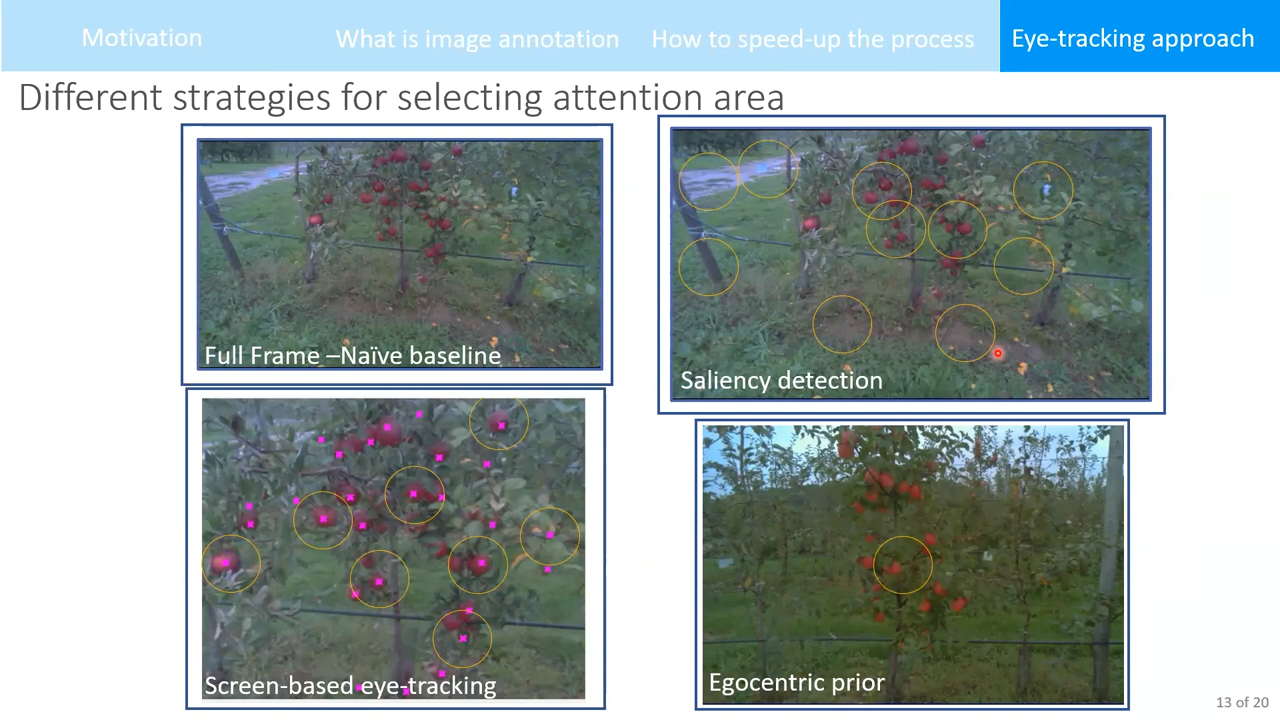 Motivation
What is image annotation
How to speed-up the process
Eye-tracking approach
Different strategies for selecting attention area
Full Frame –Naïve baseline
Saliency detection
Screen-based eye-tracking
Egocentric prior
13 of 20